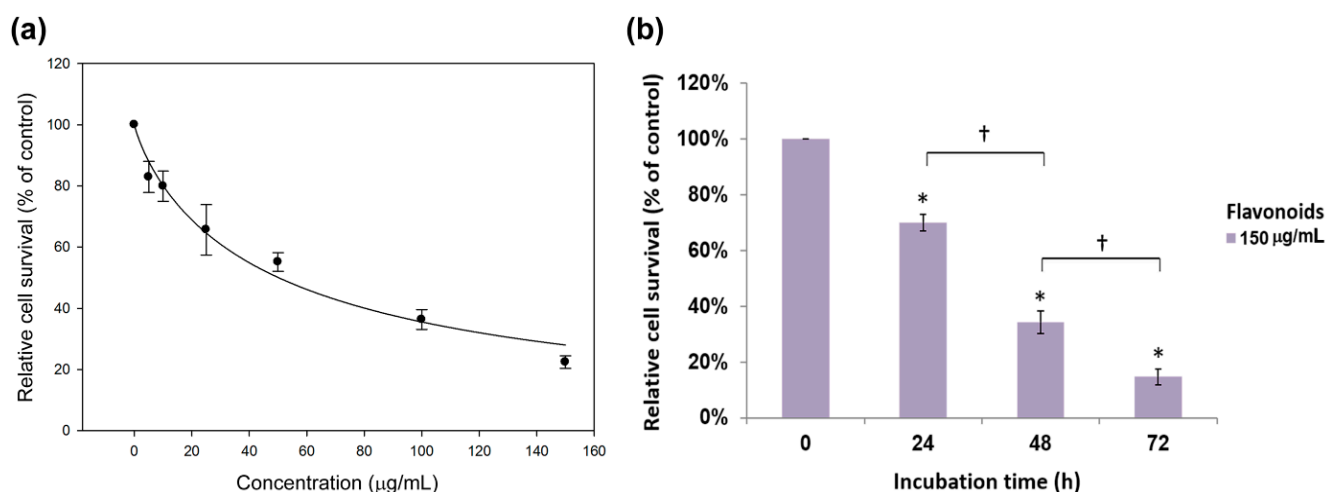 (a)
Relative cell survival (% of control)
120
100
80
60
40
20
0
0 20 40 60 80 100 120 140 160
Concentration (μg/mL)
(b)
Relative cell survival (% of control)
120%
100%
80%
60%
40%
20%
0%
†
†
*
*
*
0 24 48 72
Incubation time (h)
Flavonoids
150 μg/mL